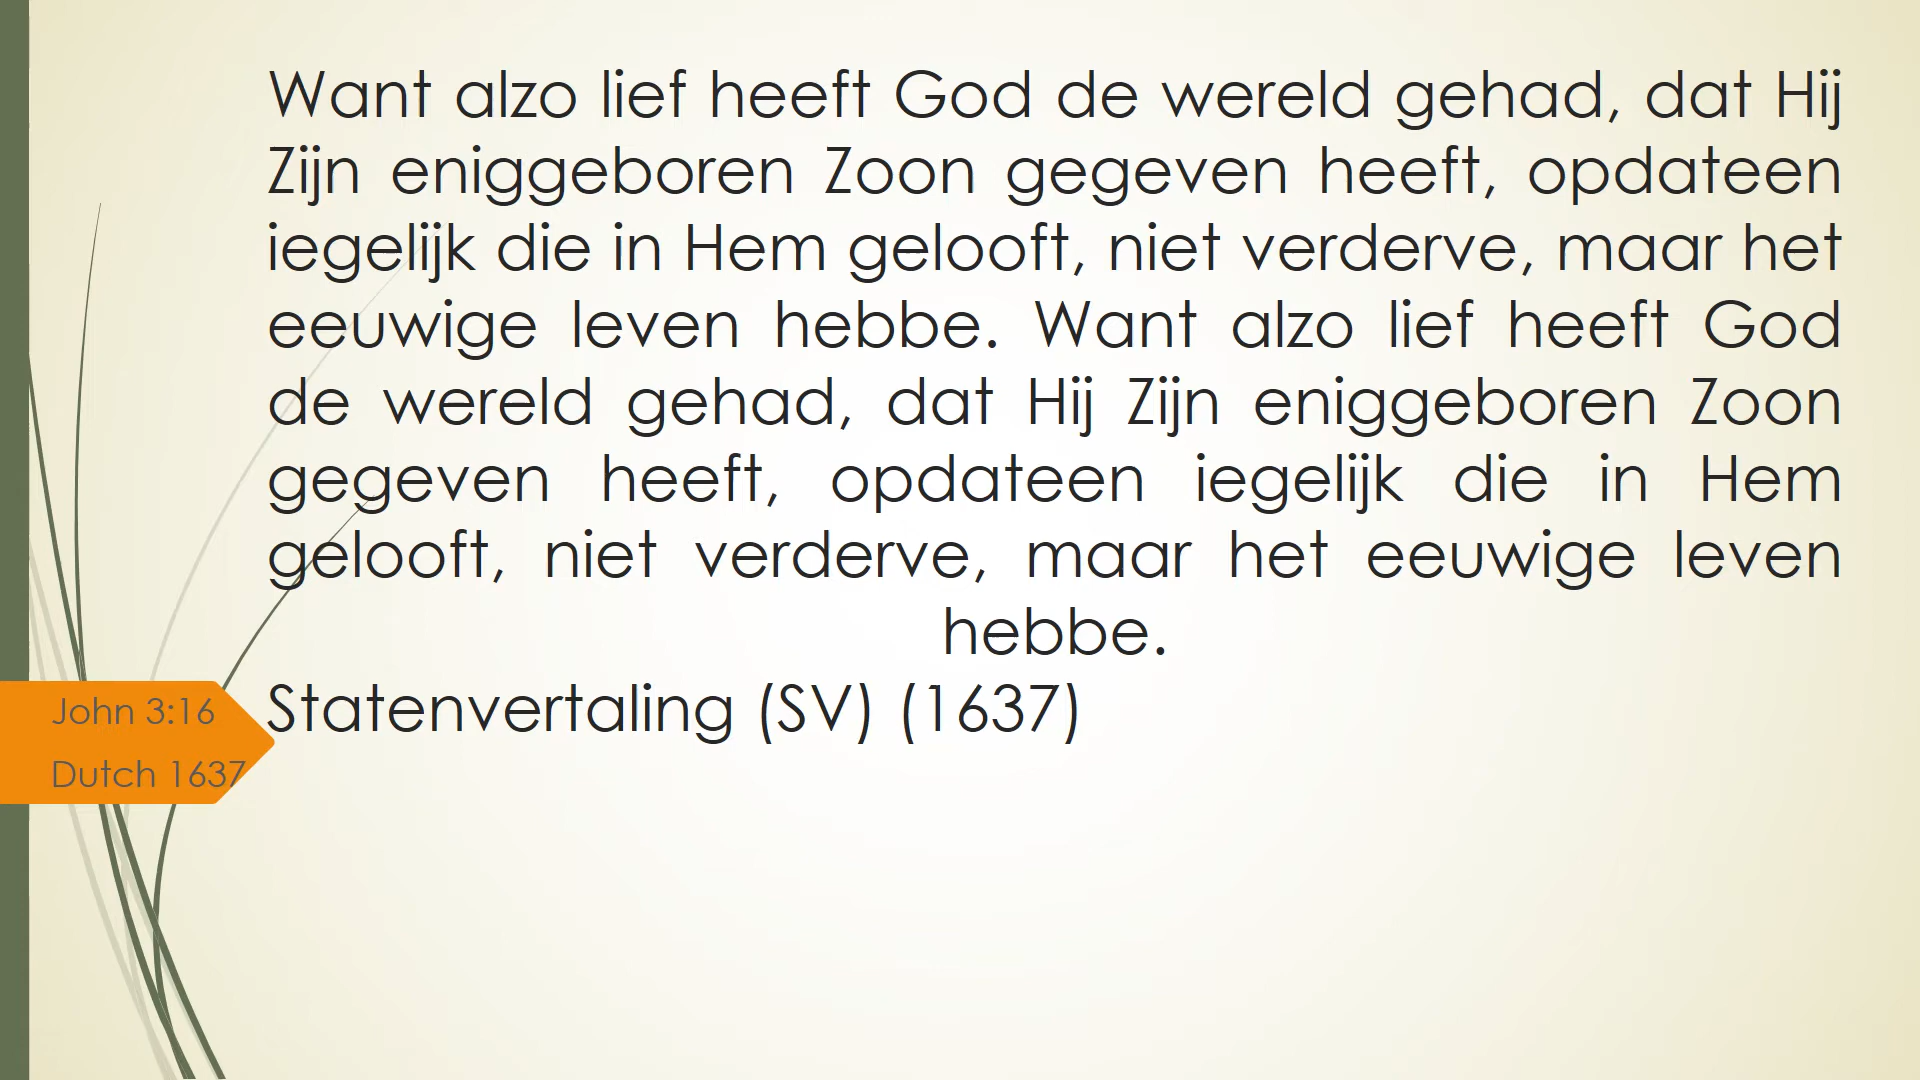 Want alzo lief heeft God de wereld gehad, dat Hij
Zijn eniggeboren Zoon gegeven heeft, opdateen
iegelijk die in Hem gelooft, niet verderve, maar het
eeuwige leven hebbe. Want alzo lief heeft God
de wereld gehad, dat Hij Zijn eniggeboren Zoon
gegeven heeft, opdateen iegelijk die in Hem
gelooft, niet verderve, maar het eeuwige leven
hebbe.
Statenvertaling (SV) (1637)
John 3:16
Dutch 1637